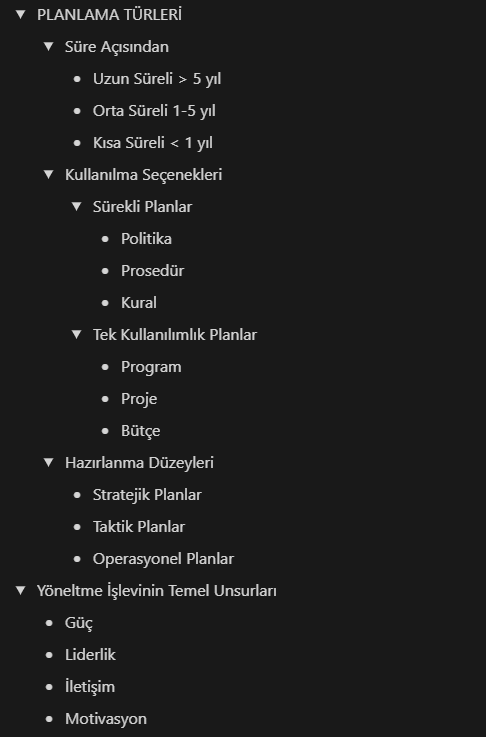 PLANLAMA TÜRLERİ
Süre Açısından
Uzun Süreli > 5 yıl
Orta Süreli 1-5 yıl
Kısa Süreli < 1 yıl
Kullanılma Seçenekleri
Sürekli Planlar
Politika
Prosedür
Kural
Tek Kullanılımlık Planlar
Program
Proje
Bütçe
Hazırlanma Düzeyleri
Stratejik Planlar
Taktik Planlar
Operasyonel Planlar
Yöneltme İşlevinin Temel Unsurları
Güç
Liderlik
İletişim
Motivasyon